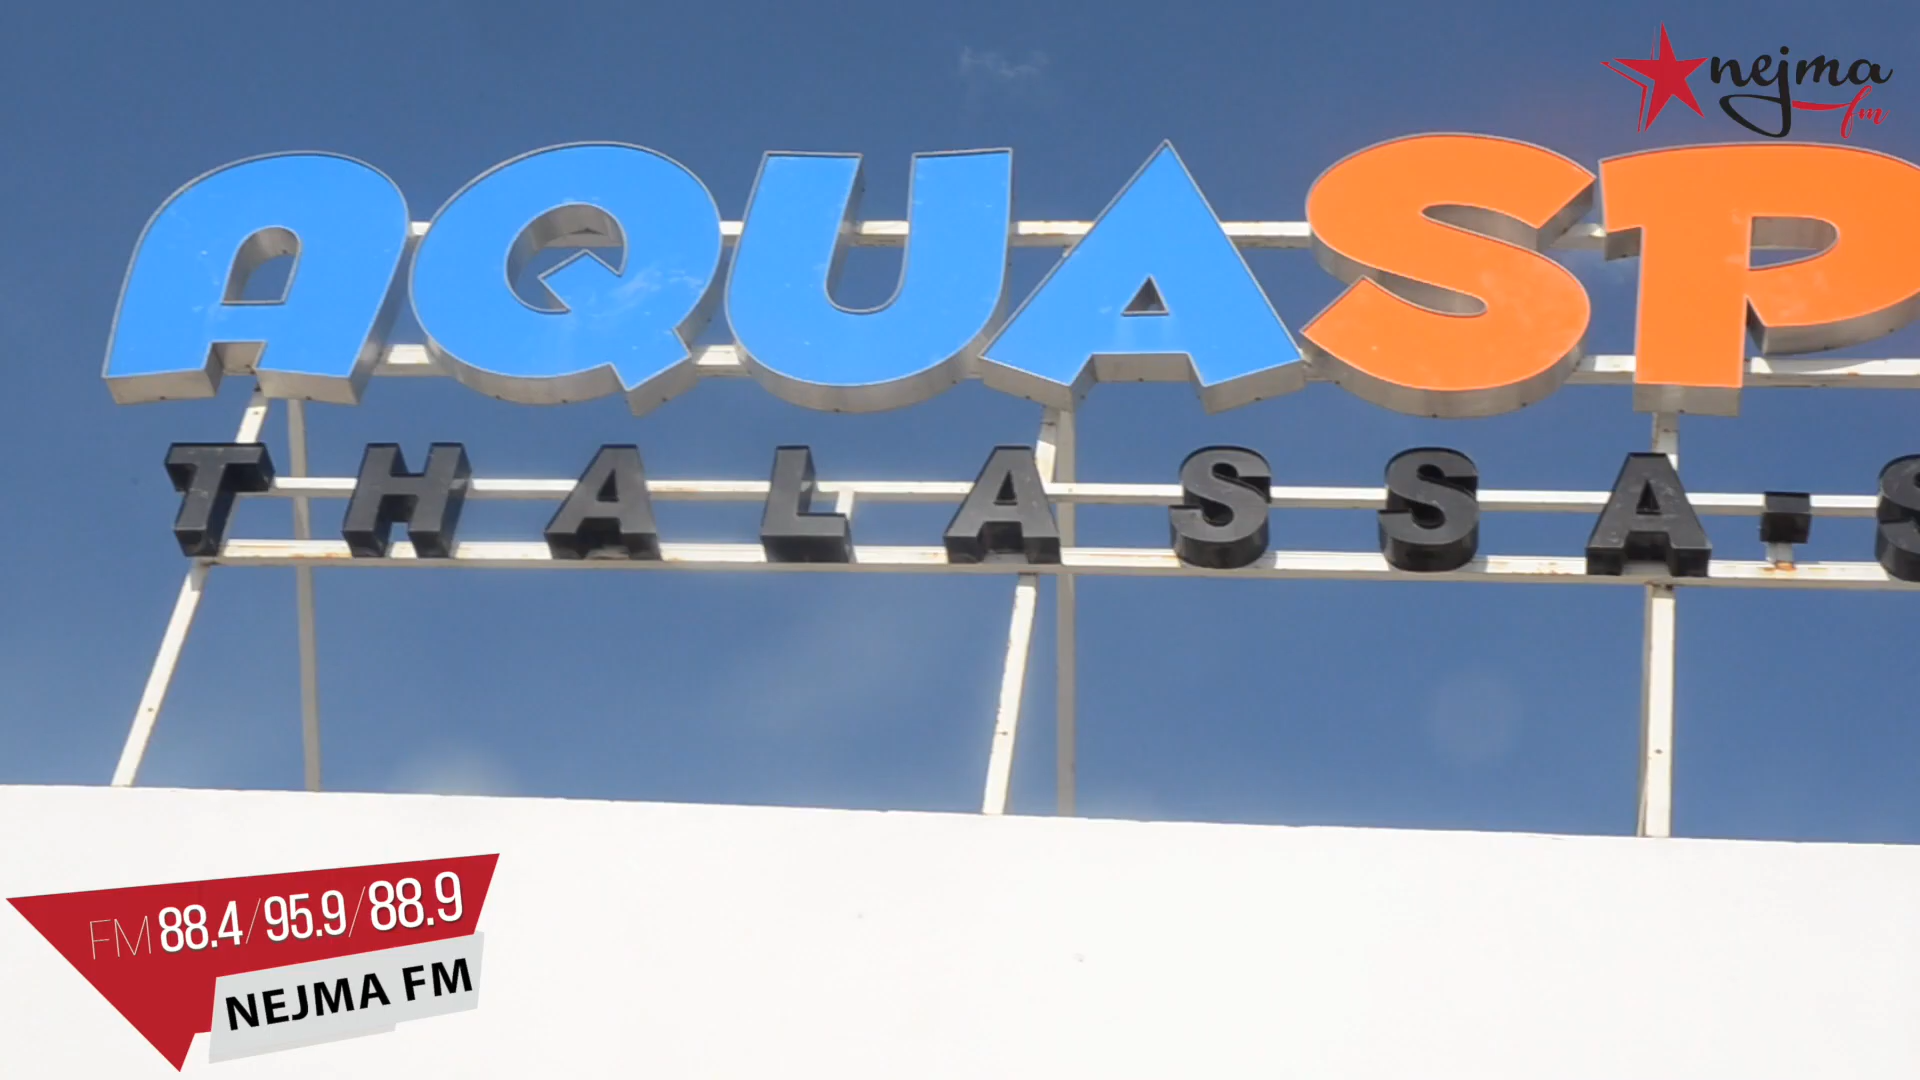 nejma
fm
AQUASP
THALASSA·S
FM 88.4/95.9/88.9
NEJMA FM